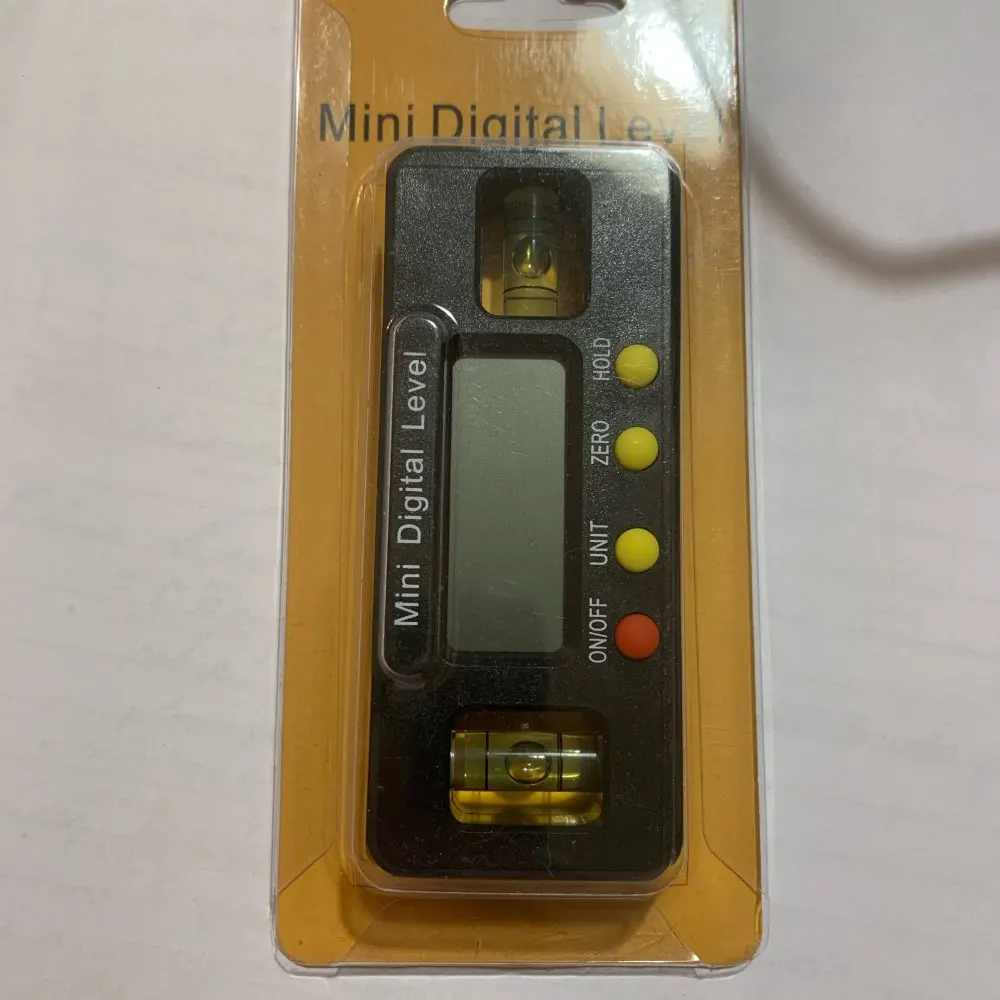 Mini Digital Level
Mini Digital Level
HOLD
ZERO
UNIT
ON/OFF